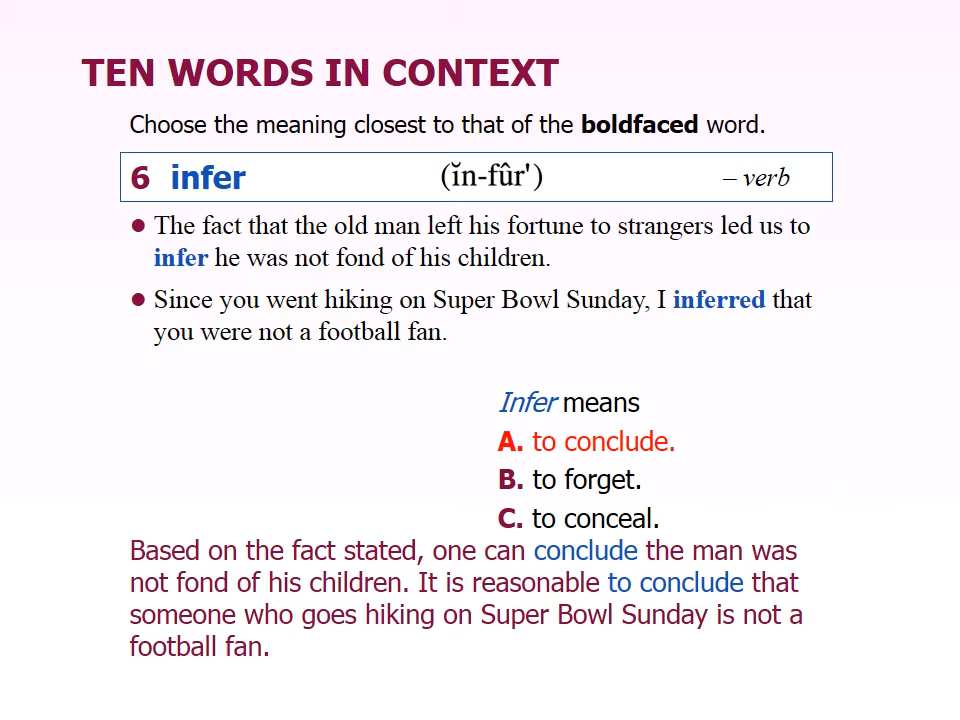 TEN WORDS IN CONTEXT
Choose the meaning closest to that of the boldfaced word.
6 infer (ĭn-fûr') – verb
● The fact that the old man left his fortune to strangers led us to
infer he was not fond of his children.
● Since you went hiking on Super Bowl Sunday, I inferred that
you were not a football fan.
Infer means
A. to conclude.
B. to forget.
C. to conceal.
Based on the fact stated, one can conclude the man was
not fond of his children. It is reasonable to conclude that
someone who goes hiking on Super Bowl Sunday is not a
football fan.